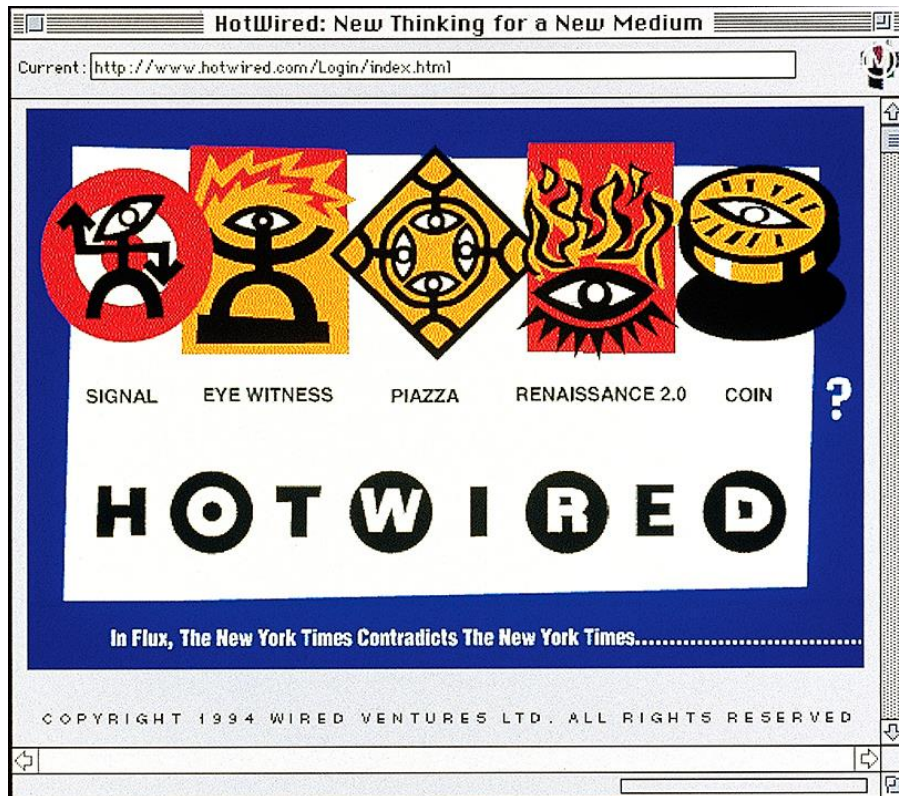 HotWired: New Thinking for a New Medium
Current: http://www.hotwired.com/Login/index.html
SIGNAL EYE WITNESS PIAZZA RENAISSANCE 2.0 COIN ?
HOTWIRED
In Flux, The New York Times Contradicts The New York Times...............................
COPYRIGHT 1994 WIRED VENTURES LTD. ALL RIGHTS RESERVED